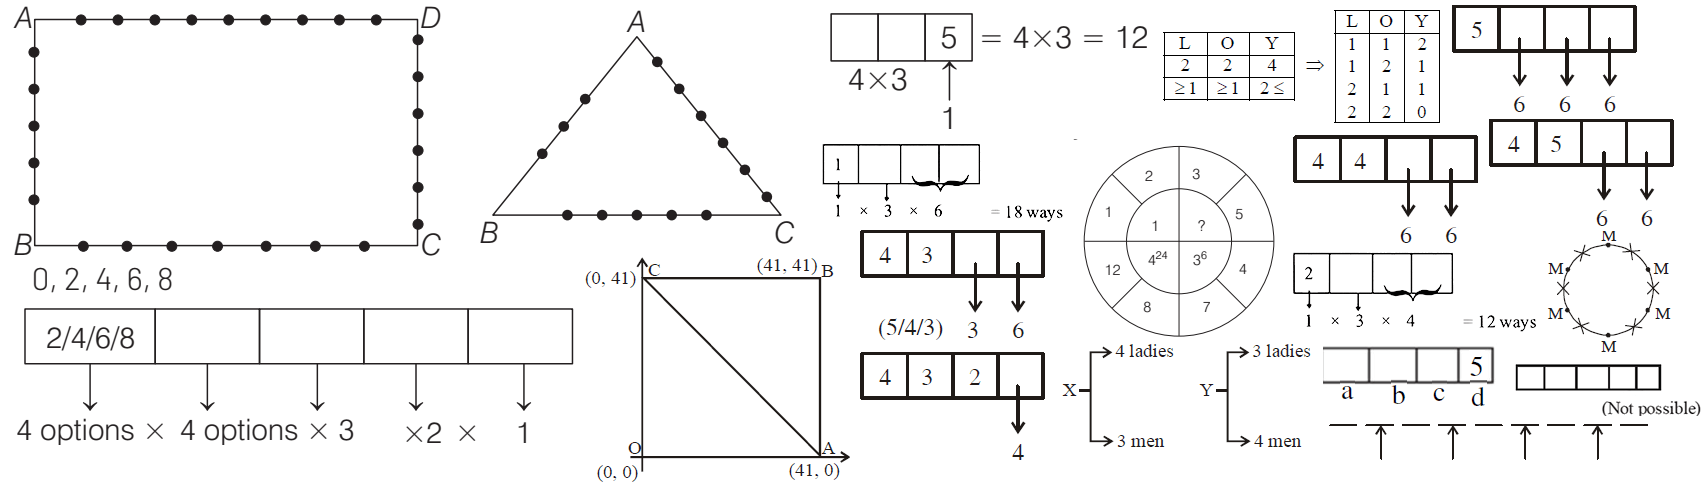 A D
B C
0, 2, 4, 6, 8
2/4/6/8
4 options × 4 options × 3 ×2 × 1
A
B C
5 = 4×3 = 12
4×3
1
L O Y
2 2 4
≥1 ≥1 2≤
⇒
L O Y
1 1 2
1 2 1
2 1 1
2 2 0
5
6 6 6
1
1 × 3 × 6 = 18 ways
4 3
(5/4/3) 3 6
4 3 2
4
(0, 41) C (41, 41) B
O A
(0, 0) (41, 0)
2 3
1 5
1 ?
4²⁴ 3⁶
12 4
8 7
4 4
6 6
4 5
6 6
2
1 × 3 × 4 = 12 ways
M
M M
M M
M
X 4 ladies
3 men
Y 3 ladies
4 men
5
a b c d
(Not possible)